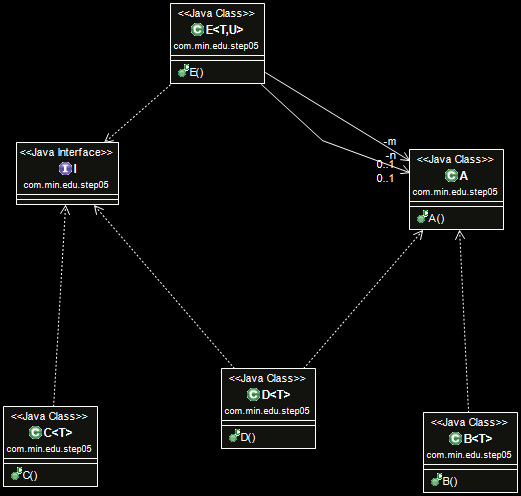 <<Java Class>>
C E<T,U>
com.min.edu.step05
c E()
-m
-n
0..1
0..1
<<Java Interface>>
I I
com.min.edu.step05
<<Java Class>>
C A
com.min.edu.step05
c A()
<<Java Class>>
C D<T>
com.min.edu.step05
c D()
<<Java Class>>
C C<T>
com.min.edu.step05
c C()
<<Java Class>>
C B<T>
com.min.edu.step05
c B()